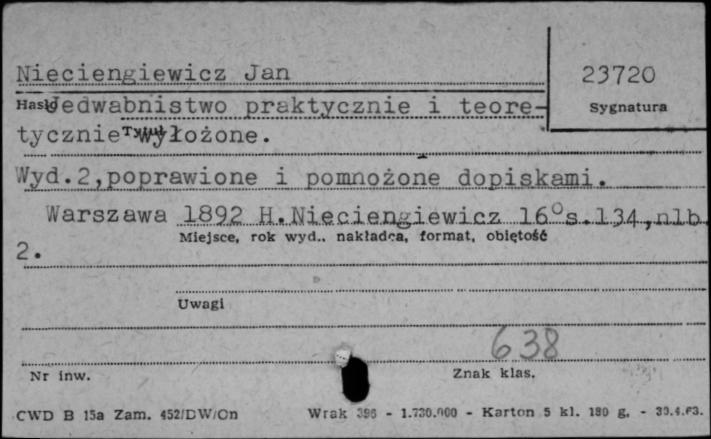 Nieciengiewicz Jan
23720
Hasło
Jedwabnistwo praktycznie i teore-
Sygnatura
tycznie wyłożone.
Tytuł
Wyd.2,poprawione i pomnożone dopiskami.
Warszawa 1892 H.Nieciengiewicz 16°s.134,nlb.
Miejsce, rok wyd., nakładca, format, obiętość
2.
Uwagi
638
Nr inw.
Znak klas.
CWD B 15a Zam. 452/DW/On Wrak 396 - 1.730.000 - Karton 5 kl. 180 g. - 30.4.63.